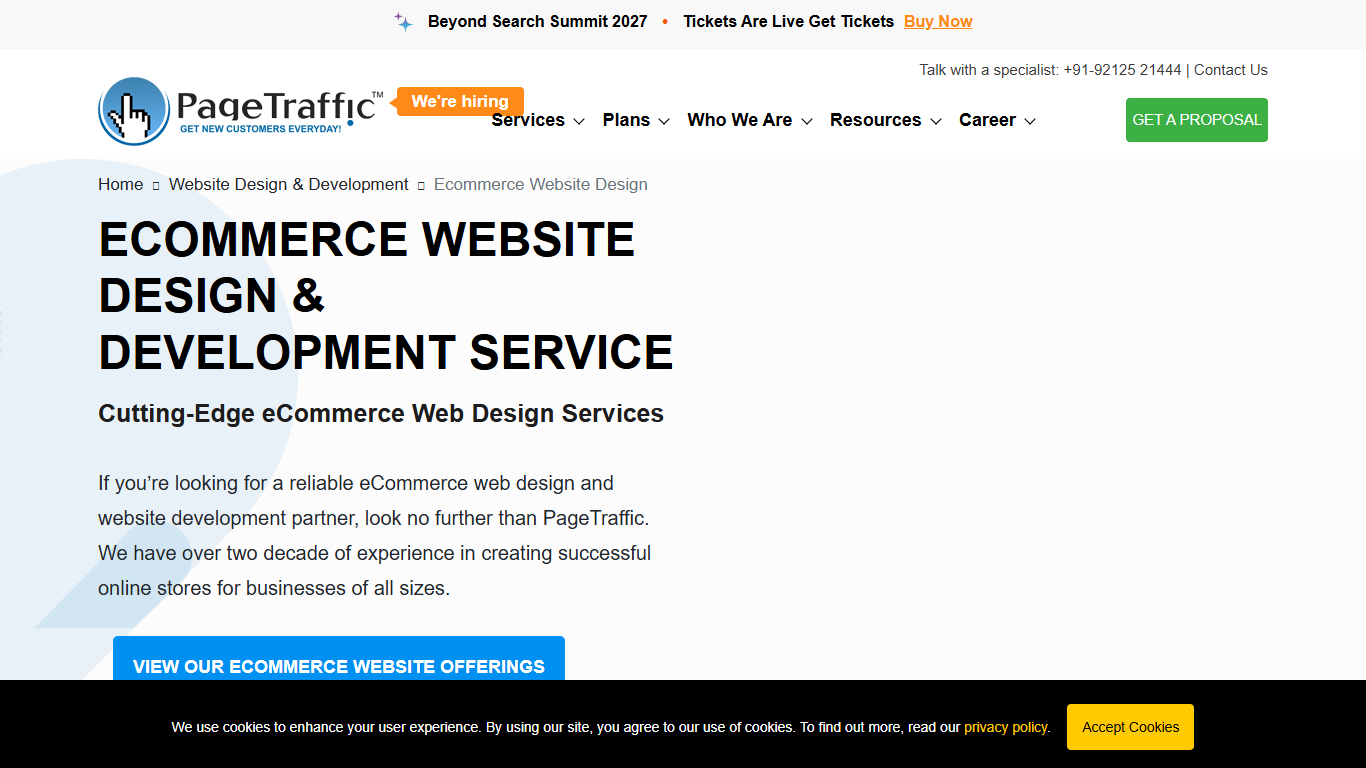 Beyond Search Summit 2027 • Tickets Are Live Get Tickets Buy Now
Talk with a specialist: +91-92125 21444 | Contact Us
PageTraffic™
GET NEW CUSTOMERS EVERYDAY!
We're hiring
Services Plans Who We Are Resources Career
GET A PROPOSAL
Home Website Design & Development Ecommerce Website Design
ECOMMERCE WEBSITE
DESIGN &
DEVELOPMENT SERVICE
Cutting-Edge eCommerce Web Design Services
If you’re looking for a reliable eCommerce web design and
website development partner, look no further than PageTraffic.
We have over two decade of experience in creating successful
online stores for businesses of all sizes.
VIEW OUR ECOMMERCE WEBSITE OFFERINGS
We use cookies to enhance your user experience. By using our site, you agree to our use of cookies. To find out more, read our privacy policy.
Accept Cookies